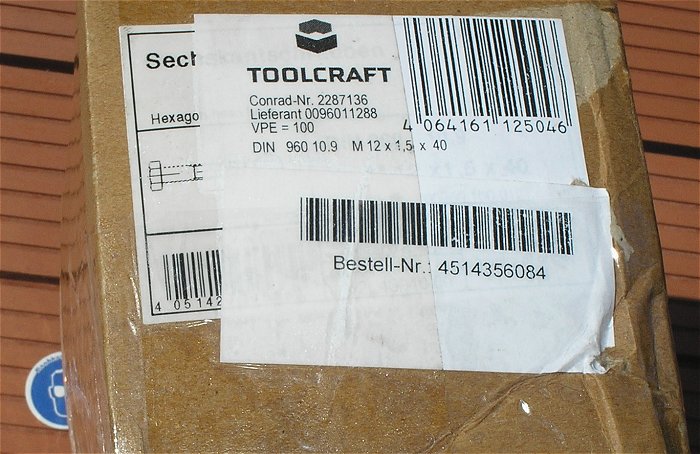 Sech
TOOLCRAFT
Conrad-Nr. 2287136
Lieferant 0096011288
VPE = 100
DIN 960 10.9 M 12 x 1,5 x 40
4 064161 125046
Hexago
Bestell-Nr.: 4514356084
4 05142